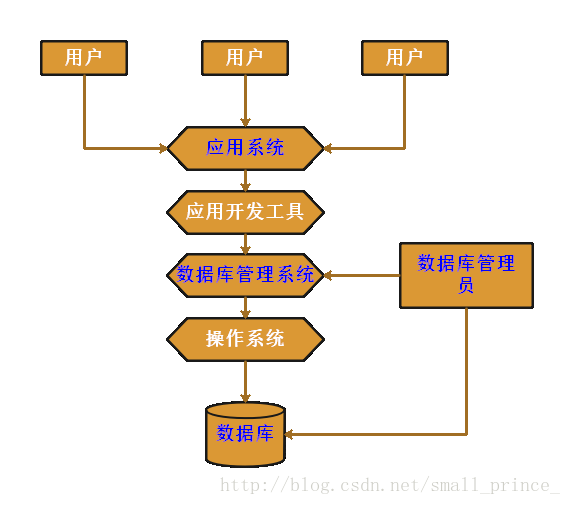 用户
用户
用户
应用系统
应用开发工具
数据库管理系统
数据库管理
员
操作系统
数据库
http://blog.csdn.net/small_prince_